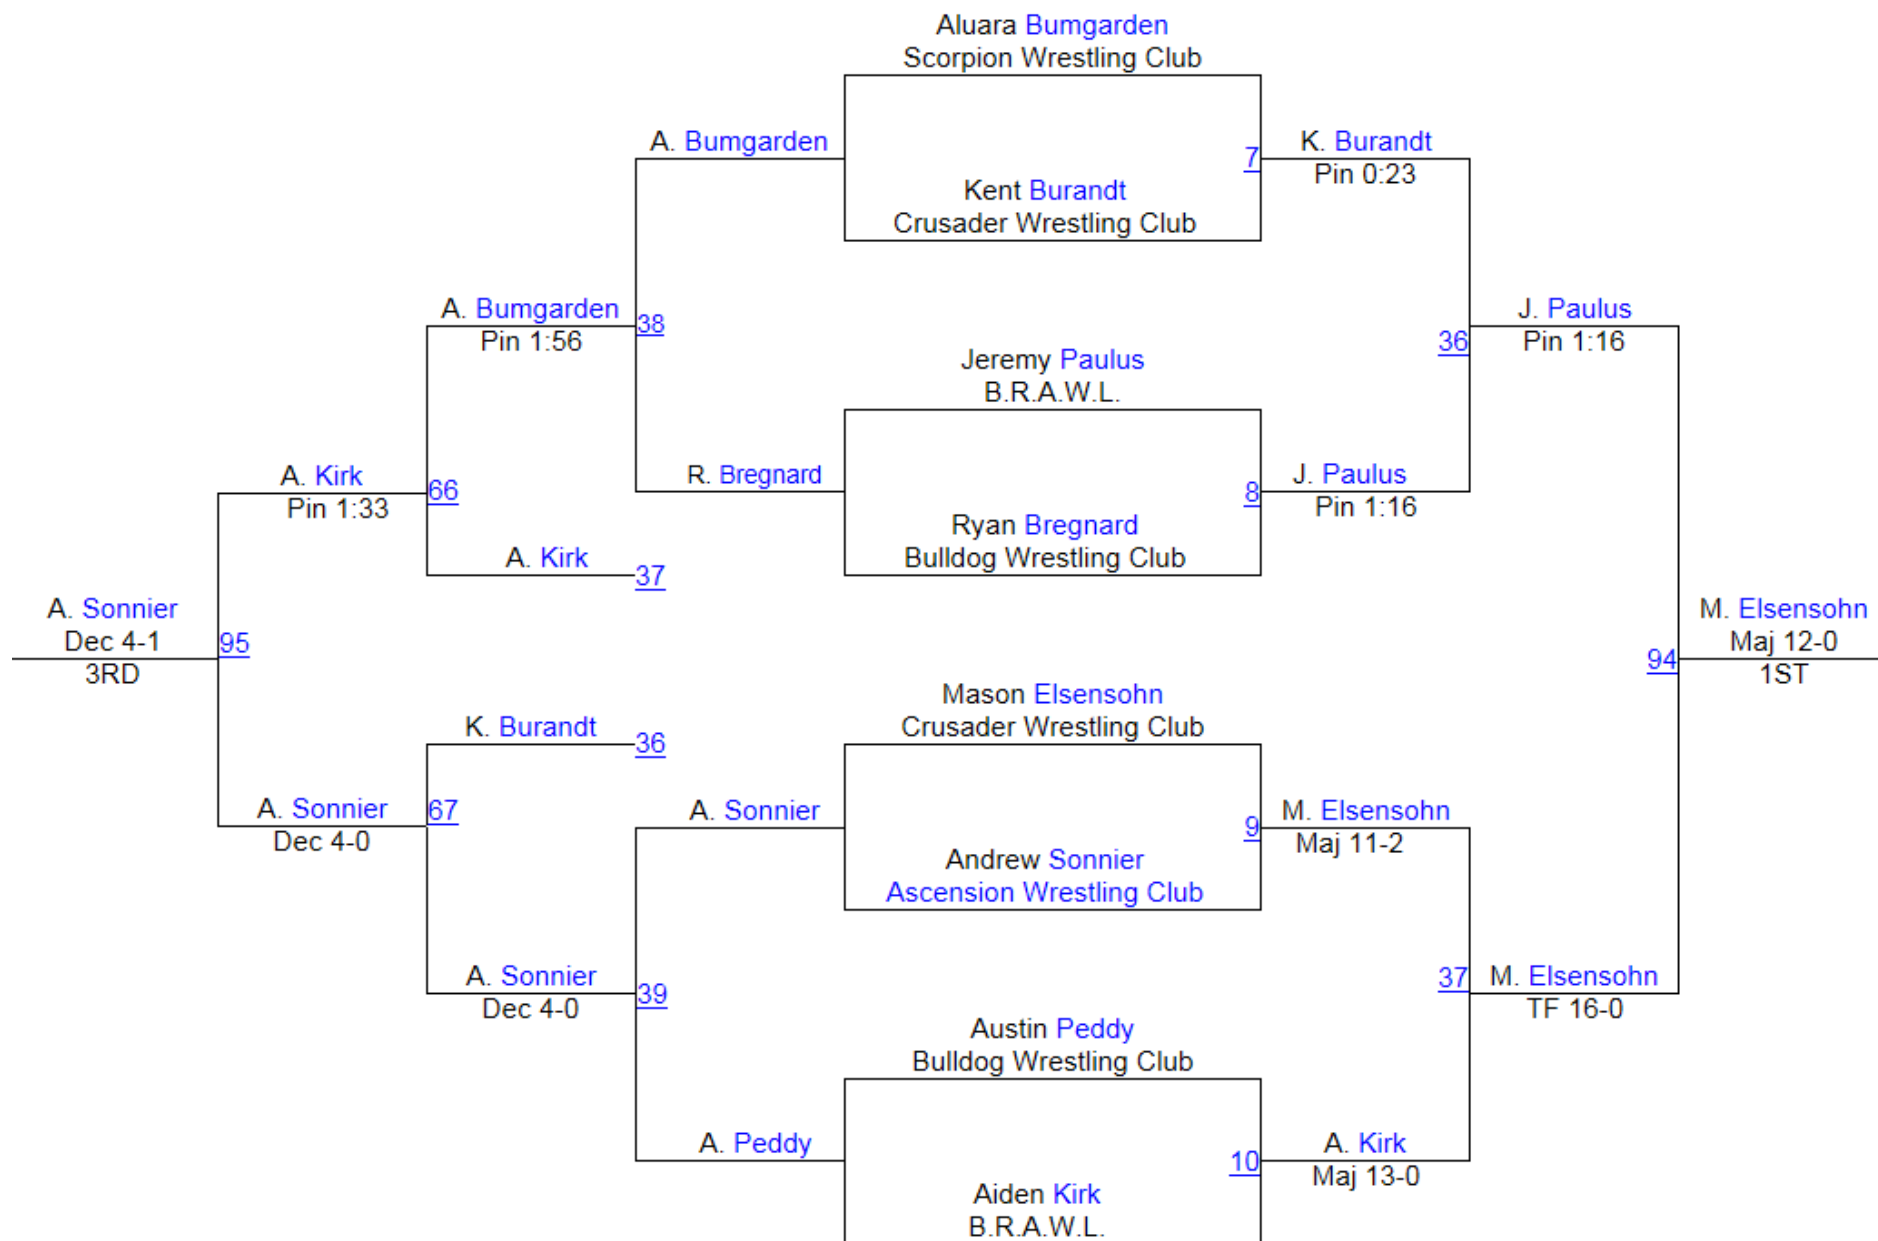 Aluara Bumgarden
Scorpion Wrestling Club
A. Bumgarden
7
K. Burandt
Pin 0:23
Kent Burandt
Crusader Wrestling Club
A. Bumgarden
Pin 1:56
38
Jeremy Paulus
B.R.A.W.L.
36
J. Paulus
Pin 1:16
A. Kirk
Pin 1:33
66
R. Bregnard
8
J. Paulus
Pin 1:16
Ryan Bregnard
Bulldog Wrestling Club
A. Kirk
37
A. Sonnier
Dec 4-1
3RD
95
94
M. Elsensohn
Maj 12-0
1ST
K. Burandt
36
Mason Elsensohn
Crusader Wrestling Club
A. Sonnier
Dec 4-0
67
A. Sonnier
9
M. Elsensohn
Maj 11-2
Andrew Sonnier
Ascension Wrestling Club
A. Sonnier
Dec 4-0
39
37
M. Elsensohn
TF 16-0
Austin Peddy
Bulldog Wrestling Club
A. Peddy
10
A. Kirk
Maj 13-0
Aiden Kirk
B.R.A.W.L.